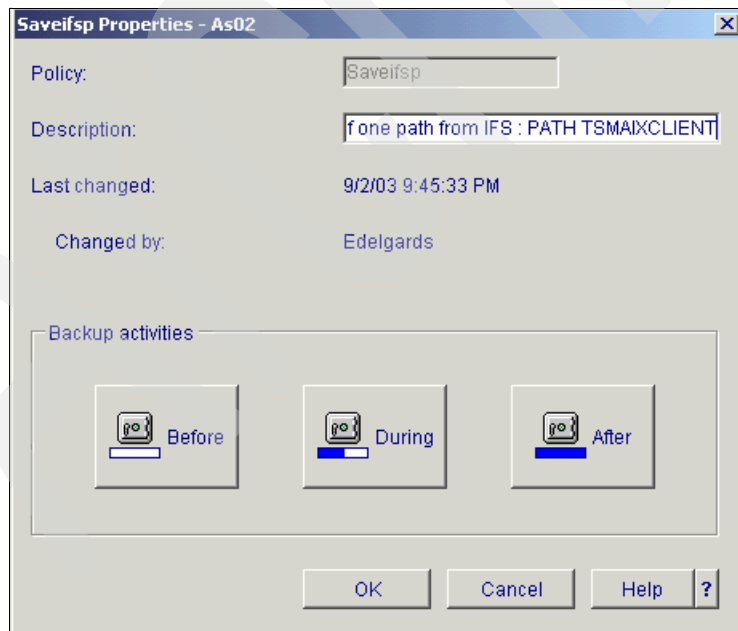 Saveifsp Properties - As02
Policy: Saveifsp
Description: f one path from IFS : PATH TSMAIXCLIENT
Last changed: 9/2/03 9:45:33 PM
Changed by: Edelgards
Backup activities
Before During After
OK Cancel Help ?